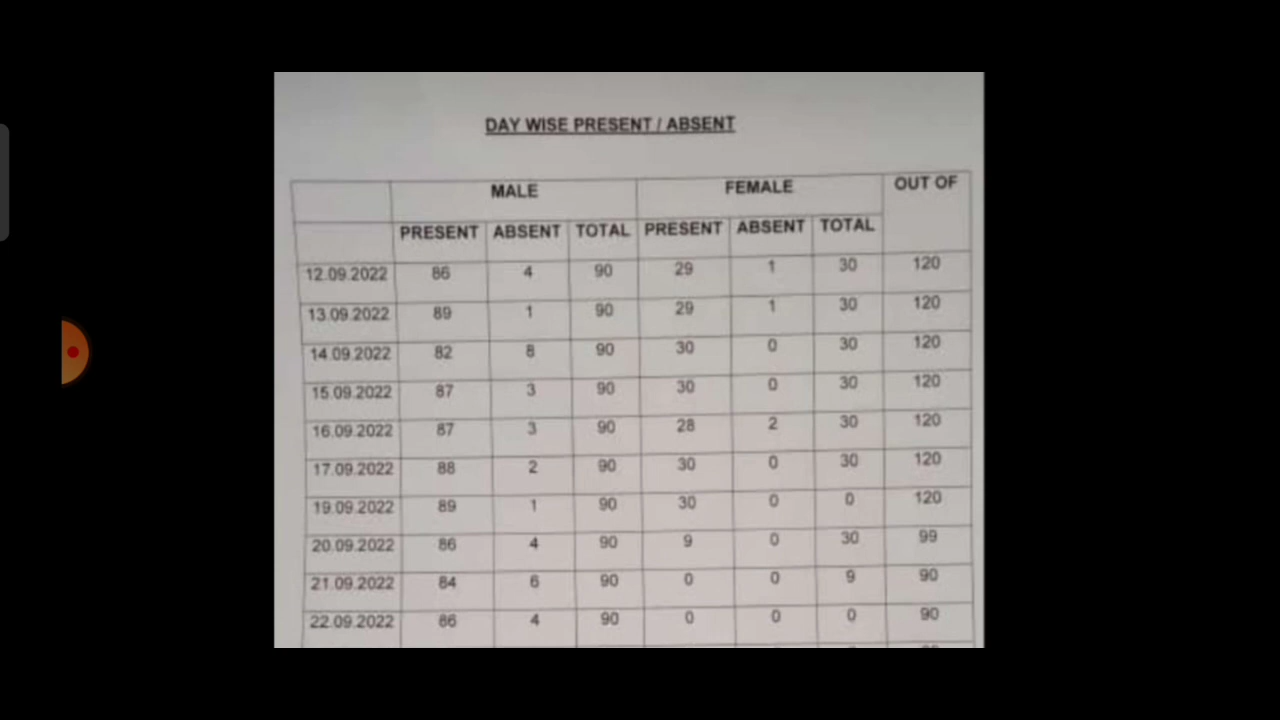 DAY WISE PRESENT / ABSENT
MALE FEMALE OUT OF
PRESENT ABSENT TOTAL PRESENT ABSENT TOTAL
12.09.2022 86 4 90 29 1 30 120
13.09.2022 89 1 90 29 1 30 120
14.09.2022 82 8 90 30 0 30 120
15.09.2022 87 3 90 30 0 30 120
16.09.2022 87 3 90 28 2 30 120
17.09.2022 88 2 90 30 0 30 120
19.09.2022 89 1 90 30 0 0 120
20.09.2022 86 4 90 9 0 30 99
21.09.2022 84 6 90 0 0 9 90
22.09.2022 86 4 90 0 0 0 90